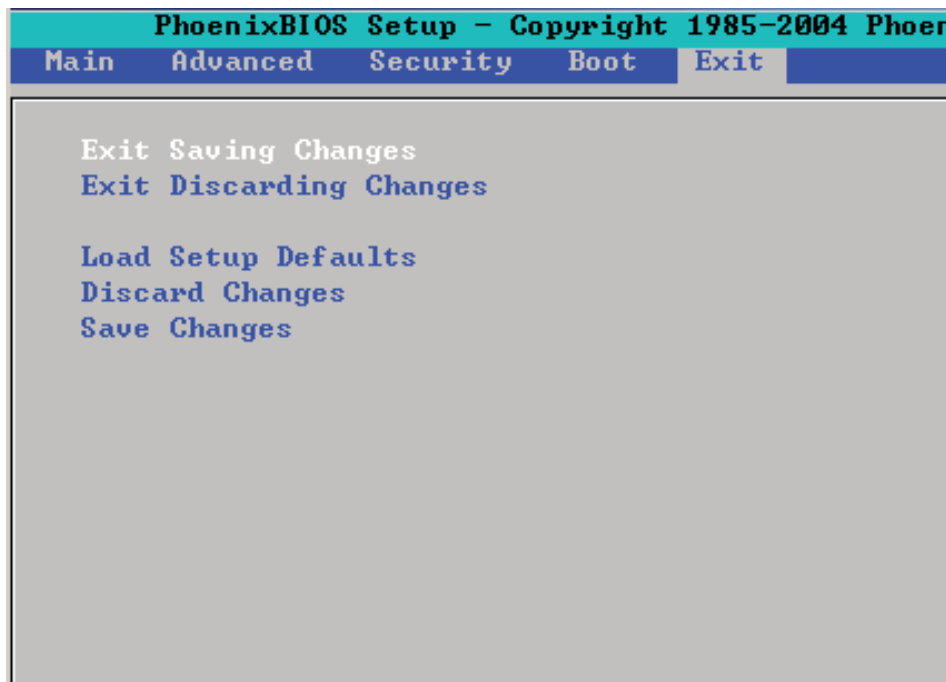 PhoenixBIOS Setup - Copyright 1985-2004 Phoen
Main Advanced Security Boot Exit
Exit Saving Changes
Exit Discarding Changes
Load Setup Defaults
Discard Changes
Save Changes